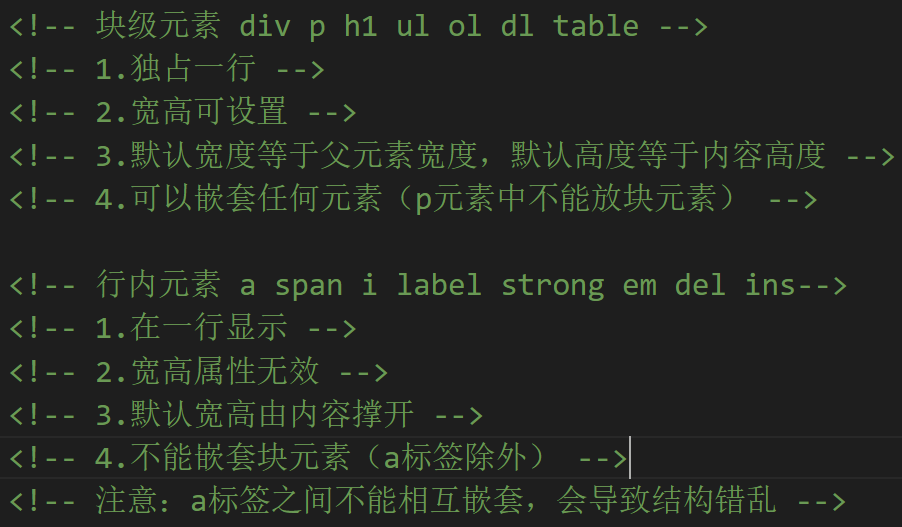 <!-- 块级元素 div p h1 ul ol dl table -->
<!-- 1.独占一行 -->
<!-- 2.宽高可设置 -->
<!-- 3.默认宽度等于父元素宽度，默认高度等于内容高度 -->
<!-- 4.可以嵌套任何元素（p元素中不能放块元素） -->
<!-- 行内元素 a span i label strong em del ins-->
<!-- 1.在一行显示 -->
<!-- 2.宽高属性无效 -->
<!-- 3.默认宽高由内容撑开 -->
<!-- 4.不能嵌套块元素（a标签除外） -->
<!-- 注意：a标签之间不能相互嵌套，会导致结构错乱 -->